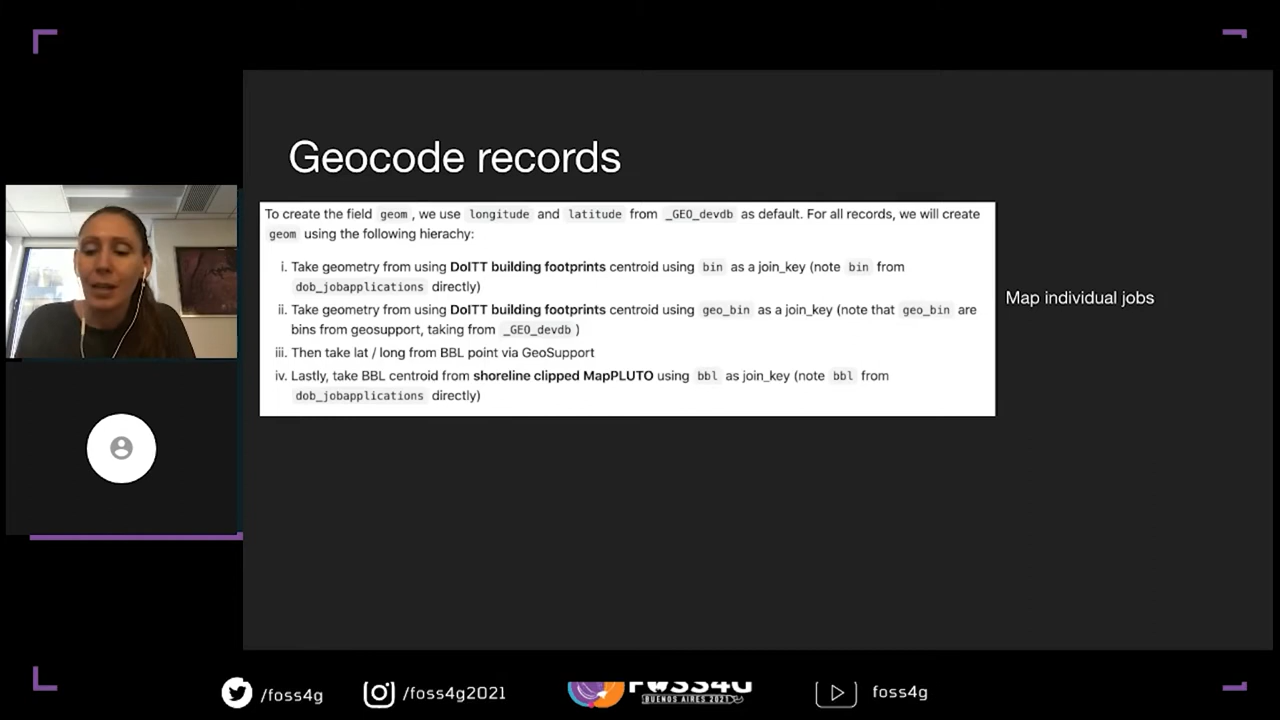 Geocode records
To create the field geom , we use longitude and latitude from _GEO_devdb as default. For all records, we will create
geom using the following hierachy:
i. Take geometry from using DoITT building footprints centroid using bin as a join_key (note bin from
dob_jobapplications directly)
ii. Take geometry from using DoITT building footprints centroid using geo_bin as a join_key (note that geo_bin are
bins from geosupport, taking from _GEO_devdb )
iii. Then take lat / long from BBL point via GeoSupport
iv. Lastly, take BBL centroid from shoreline clipped MapPLUTO using bbl as join_key (note bbl from
dob_jobapplications directly)
Map individual jobs
/foss4g
/foss4g2021
FOSS4G
BUENOS AIRES 2021
foss4g